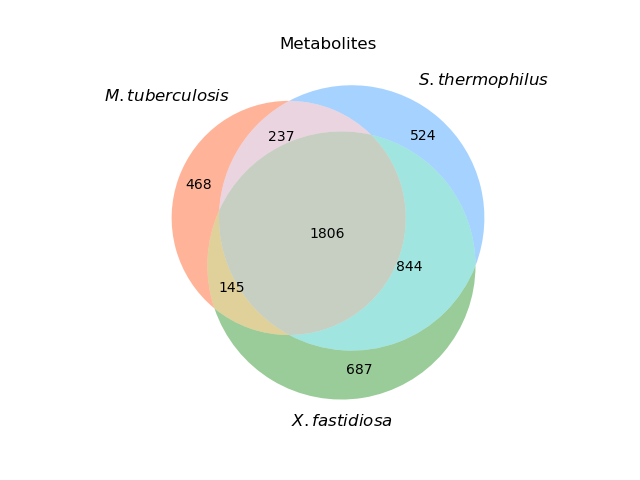 Metabolites
S. thermophilus
M. tuberculosis
237
524
468
1806
844
145
687
X. fastidiosa